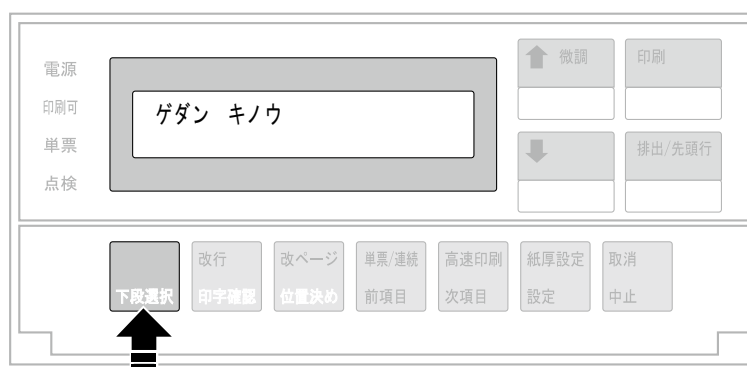 電源
印刷可
単票
点検
ゲダン キノウ
微調
印刷
排出/先頭行
下段選択
改行
印字確認
改ページ
位置決め
単票/連続
前項目
高速印刷
次項目
紙厚設定
設定
取消
中止